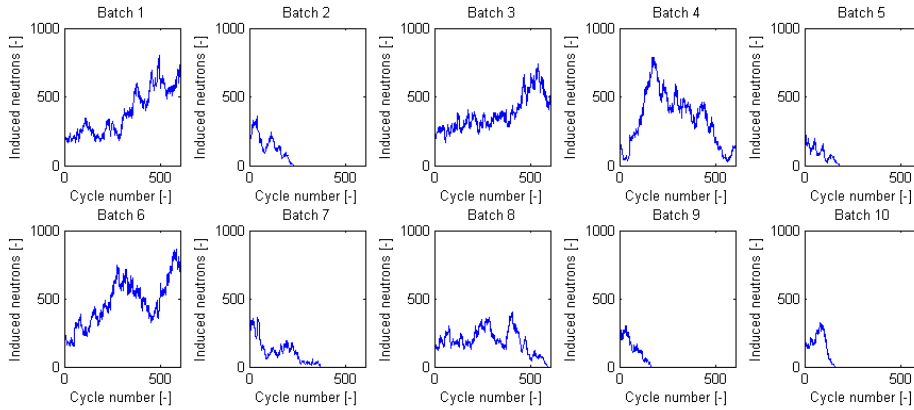 Batch 1 Batch 2 Batch 3 Batch 4 Batch 5
1000 1000 1000 1000 1000
Induced neutrons [-] Induced neutrons [-] Induced neutrons [-] Induced neutrons [-] Induced neutrons [-]
500 500 500 500 500
0 0 0 0 0
0 500 0 500 0 500 0 500 0 500
Cycle number [-] Cycle number [-] Cycle number [-] Cycle number [-] Cycle number [-]
Batch 6 Batch 7 Batch 8 Batch 9 Batch 10
1000 1000 1000 1000 1000
Induced neutrons [-] Induced neutrons [-] Induced neutrons [-] Induced neutrons [-] Induced neutrons [-]
500 500 500 500 500
0 0 0 0 0
0 500 0 500 0 500 0 500 0 500
Cycle number [-] Cycle number [-] Cycle number [-] Cycle number [-] Cycle number [-]